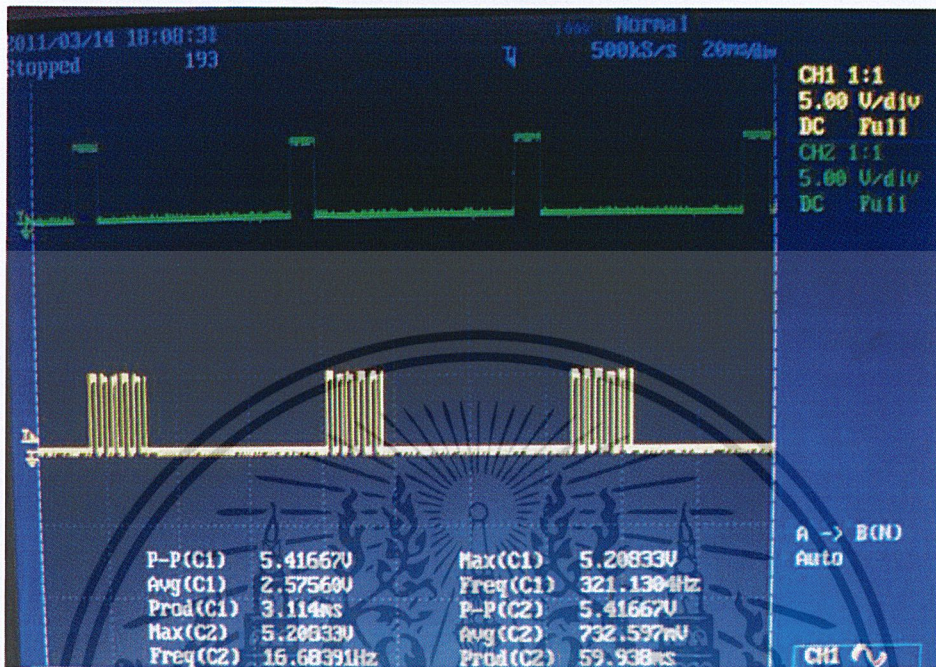 2011/03/14 18:08:31
Normal
Stopped 193
500kS/s 20ms/div
CH1 1:1
5.00 V/div
DC Full
CH2 1:1
5.00 V/div
DC Full
A -> B(N)
Auto
P-P(C1) 5.41667V Max(C1) 5.20833V
Avg(C1) 2.57560V Freq(C1) 321.1304Hz
Prod(C1) 3.114ms P-P(C2) 5.41667V
Max(C2) 5.20833V Avg(C2) 732.597mV
Freq(C2) 16.68391Hz Prod(C2) 59.938ms
CH1